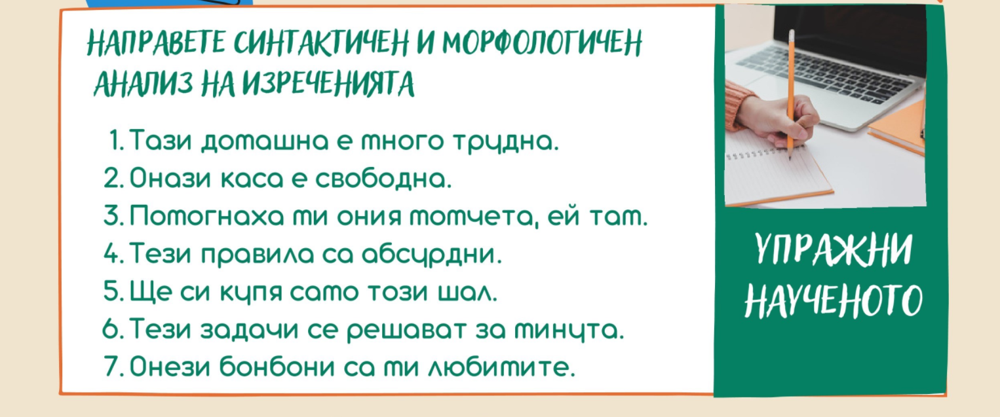 НАПРАВЕТЕ СИНТАКТИЧЕН И МОРФОЛОГИЧЕН
АНАЛИЗ НА ИЗРЕЧЕНИЯТА
1. Тази домашна е много трудна.
2. Онази каса е свободна.
3. Помогнаха ми ония момчета, ей там.
4. Тези правила са абсурдни.
5. Ще си купя само този шал.
6. Тези задачи се решават за минута.
7. Онези бонбони са ми любимите.
УПРАЖНИ
НАУЧЕНОТО